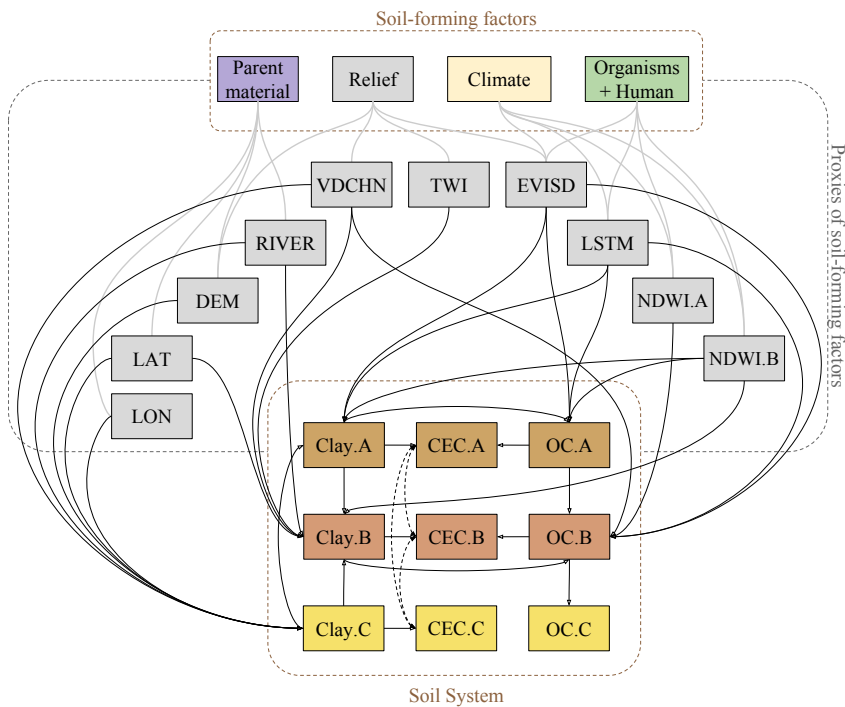 Soil-forming factors
Parent
material
Relief
Climate
Organisms
+ Human
Proxies of soil-forming factors
VDCHN
TWI
EVISD
RIVER
LSTM
DEM
NDWI.A
LAT
NDWI.B
LON
Clay.A
CEC.A
OC.A
Clay.B
CEC.B
OC.B
Clay.C
CEC.C
OC.C
Soil System